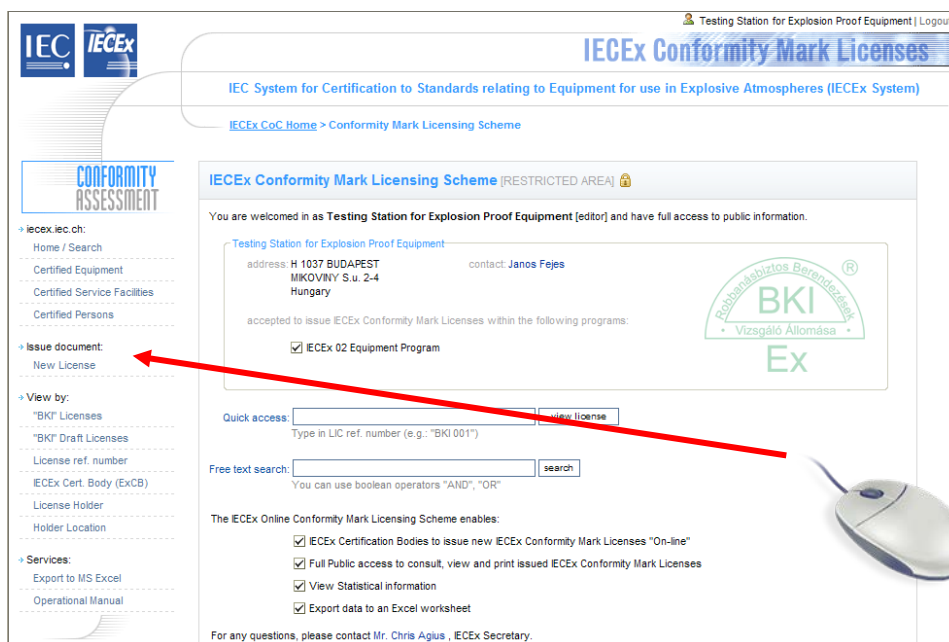 Testing Station for Explosion Proof Equipment | Logout
IEC IECEx
IECEx Conformity Mark Licenses
IEC System for Certification to Standards relating to Equipment for use in Explosive Atmospheres (IECEx System)
IECEx CoC Home > Conformity Mark Licensing Scheme
CONFORMITY
ASSESSMENT
iecex.iec.ch:
Home / Search
Certified Equipment
Certified Service Facilities
Certified Persons
Issue document:
New License
View by:
"BKI" Licenses
"BKI" Draft Licenses
License ref. number
IECEx Cert. Body (ExCB)
License Holder
Holder Location
Services:
Export to MS Excel
Operational Manual
IECEx Conformity Mark Licensing Scheme [RESTRICTED AREA]
You are welcomed in as Testing Station for Explosion Proof Equipment [editor] and have full access to public information.
Testing Station for Explosion Proof Equipment
address: H 1037 BUDAPEST contact: Janos Fejes
MIKOVINY S.u. 2-4
Hungary
accepted to issue IECEx Conformity Mark Licenses within the following programs:
IECEx 02 Equipment Program
Robbanásbiztos Berendezések ®
BKI
• Vizsgáló Állomása •
Ex
Quick access: view license
Type in LIC ref. number (e.g.: "BKI 001")
Free text search: search
You can use boolean operators "AND", "OR"
The IECEx Online Conformity Mark Licensing Scheme enables:
IECEx Certification Bodies to issue new IECEx Conformity Mark Licenses "On-line"
Full Public access to consult, view and print issued IECEx Conformity Mark Licenses
View Statistical information
Export data to an Excel worksheet
For any questions, please contact Mr. Chris Agius , IECEx Secretary.